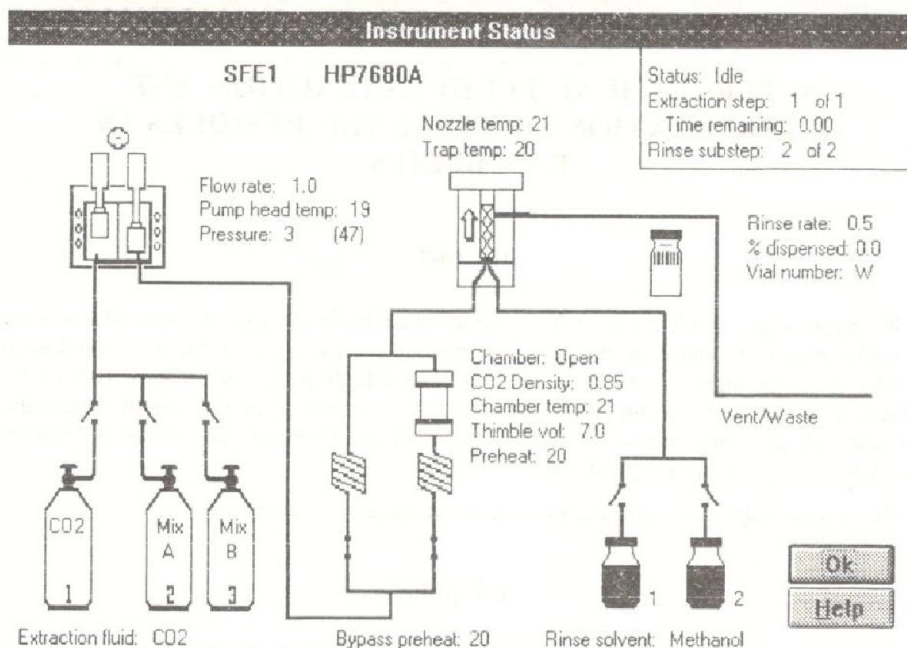 Instrument Status
SFE1 HP7680A
Status: Idle
Extraction step: 1 of 1
Time remaining: 0.00
Rinse substep: 2 of 2
Nozzle temp: 21
Trap temp: 20
Flow rate: 1.0
Pump head temp: 19
Pressure: 3 (47)
Rinse rate: 0.5
% dispensed: 0.0
Vial number: W
Chamber: Open
CO2 Density: 0.85
Chamber temp: 21
Thimble vol: 7.0
Preheat: 20
Vent/Waste
CO2
1
Mix
A
2
Mix
B
3
1
2
Ok
Help
Extraction fluid: CO2
Bypass preheat: 20
Rinse solvent: Methanol